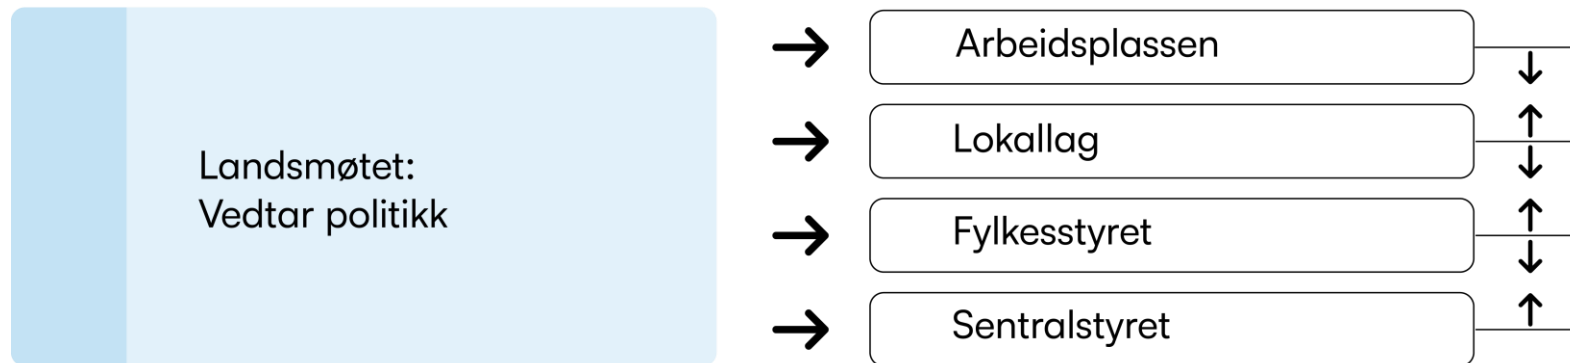 Landsmøtet:
Vedtar politikk
Arbeidsplassen
Lokallag
Fylkesstyret
Sentralstyret